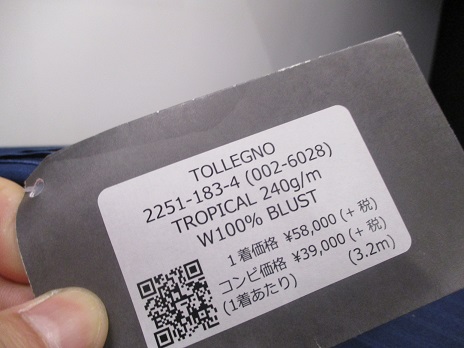 TOLLEGNO
2251-183-4 (002-6028)
TROPICAL 240g/m
W100% BLUST
1着価格 ¥58,000(+ 税)
コンビ価格 ¥39,000(+ 税)
(1着あたり) (3.2m)